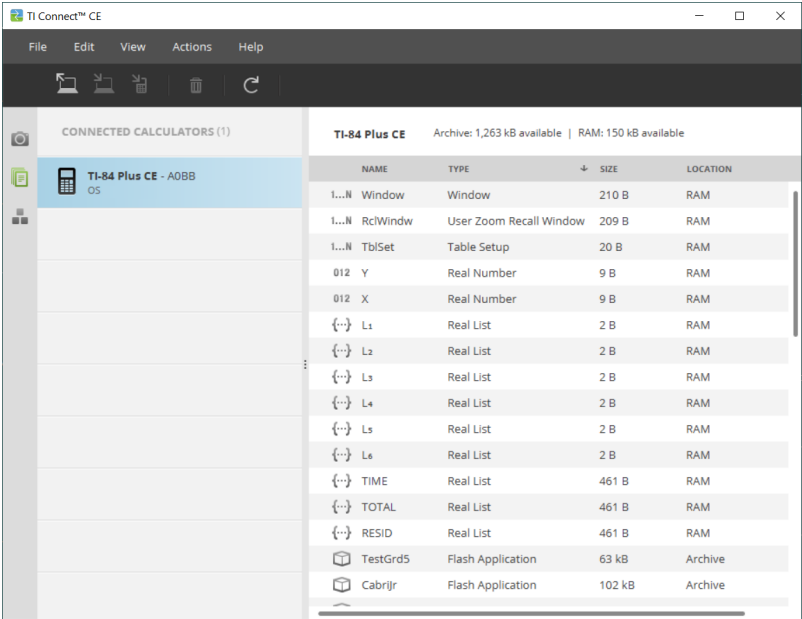 TI Connect™ CE
File Edit View Actions Help
CONNECTED CALCULATORS (1)
TI-84 Plus CE - A0BB
OS
TI-84 Plus CE Archive: 1,263 kB available | RAM: 150 kB available
NAME TYPE SIZE LOCATION
1...N Window Window 210 B RAM
1...N RclWindw User Zoom Recall Window 209 B RAM
1...N TblSet Table Setup 20 B RAM
012 Y Real Number 9 B RAM
012 X Real Number 9 B RAM
{···} L₁ Real List 2 B RAM
{···} L₂ Real List 2 B RAM
{···} L₃ Real List 2 B RAM
{···} L₄ Real List 2 B RAM
{···} L₅ Real List 2 B RAM
{···} L₆ Real List 2 B RAM
{···} TIME Real List 461 B RAM
{···} TOTAL Real List 461 B RAM
{···} RESID Real List 461 B RAM
TestGrd5 Flash Application 63 kB Archive
CabriJr Flash Application 102 kB Archive